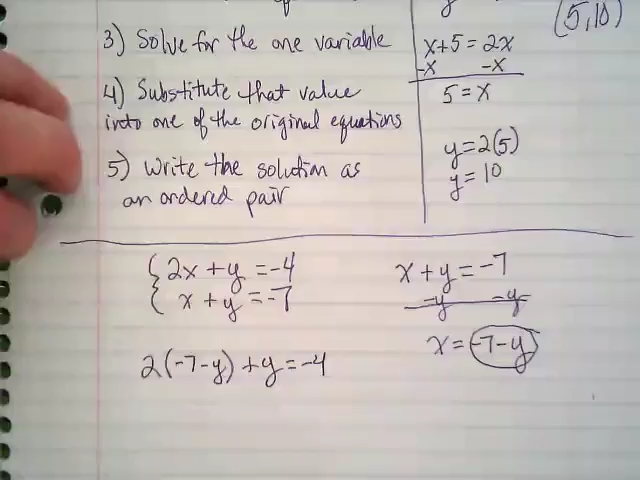 (5,10)
3) Solve for the one variable
x+5=2x
-x -x
4) Substitute that value
5=x
into one of the original equations
y=2(5)
5) Write the solution as
y=10
an ordered pair
{ 2x+y=-4
x+y=-7
x+y=-7
-y -y
x=-7-y
2(-7-y)+y=-4